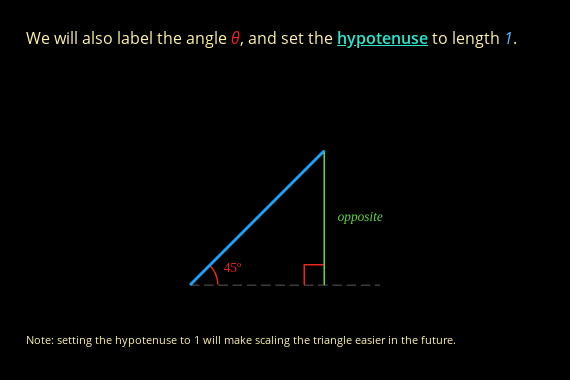 We will also label the angle θ, and set the hypotenuse to length 1.
opposite
45°
Note: setting the hypotenuse to 1 will make scaling the triangle easier in the future.